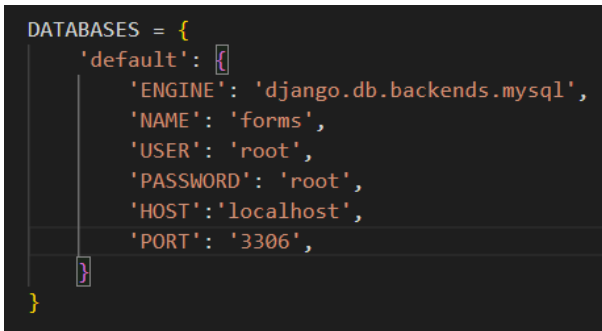 DATABASES = {
    'default': {
        'ENGINE': 'django.db.backends.mysql',
        'NAME': 'forms',
        'USER': 'root',
        'PASSWORD': 'root',
        'HOST':'localhost',
        'PORT': '3306',
    }
}